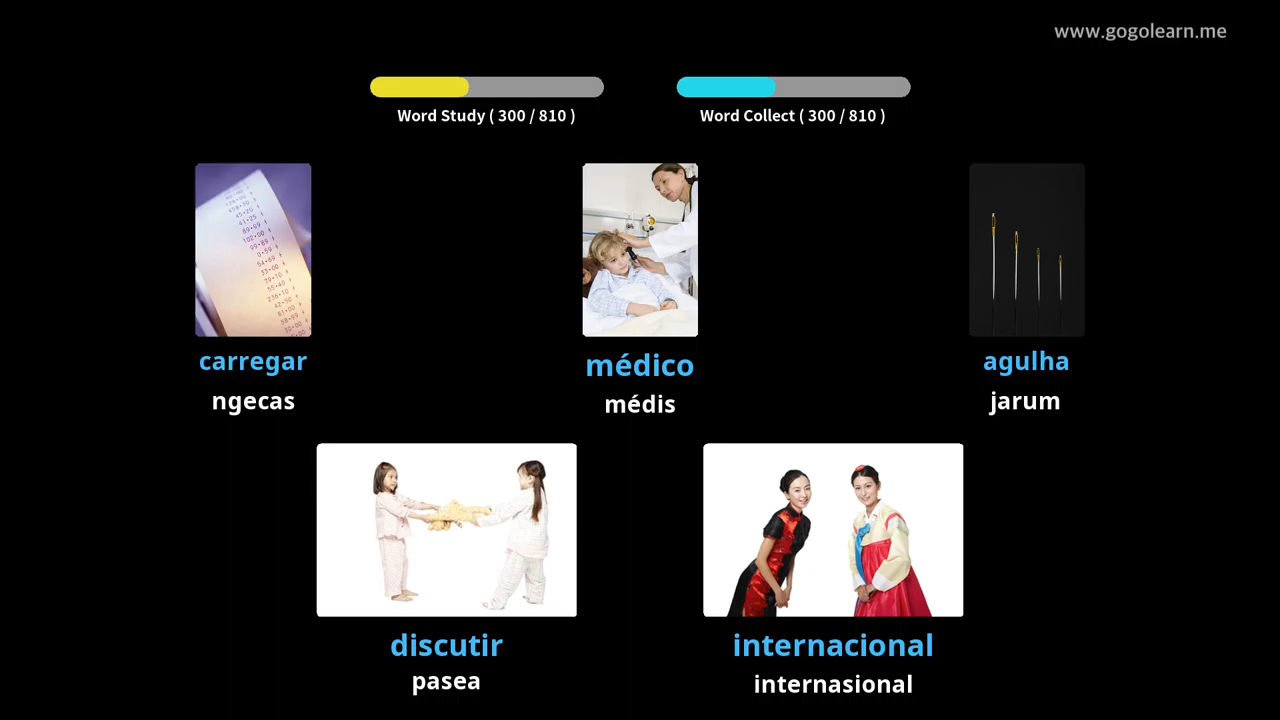 www.gogolearn.me
Word Study ( 300 / 810 )
Word Collect ( 300 / 810 )
carregar
ngecas
médico
médis
agulha
jarum
discutir
pasea
internacional
internasional